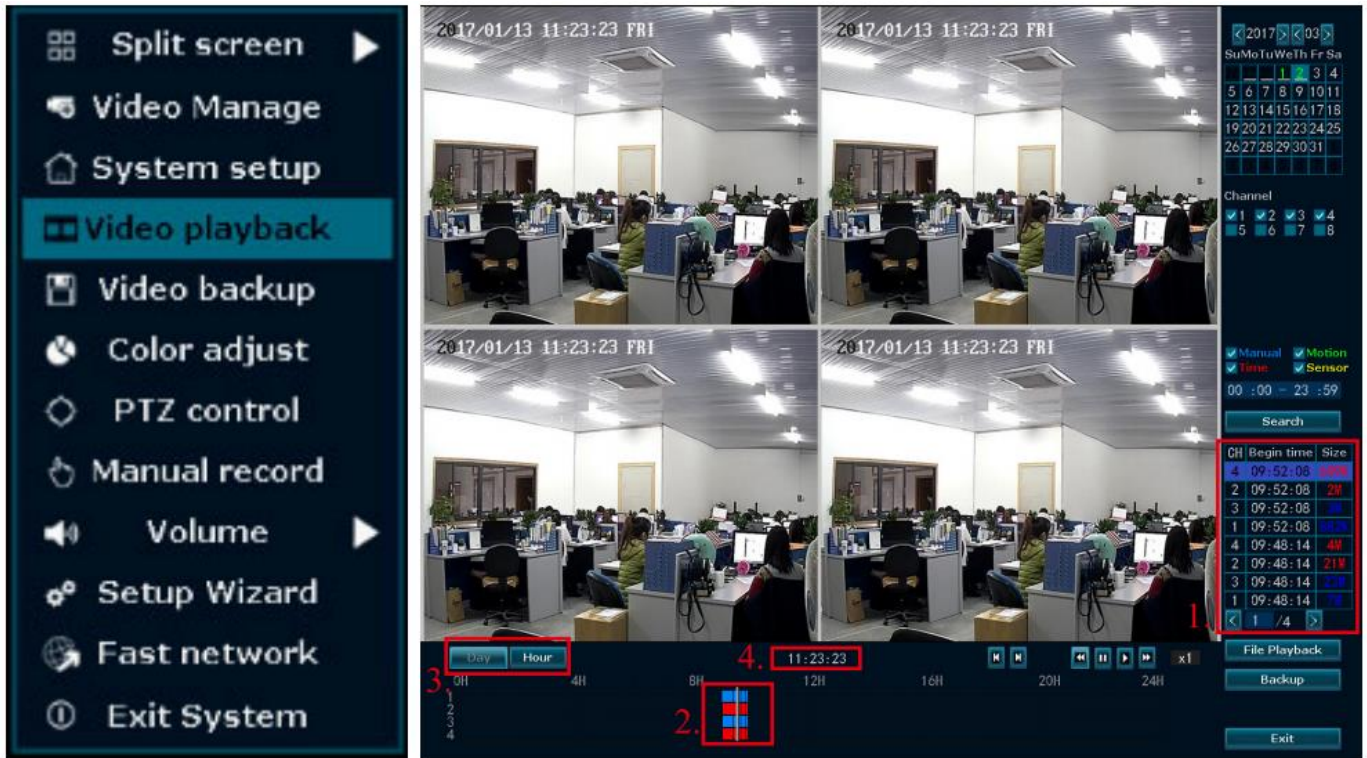 Split screen
Video Manage
System setup
Video playback
Video backup
Color adjust
PTZ control
Manual record
Volume
Setup Wizard
Fast network
Exit System
2017/01/13 11:23:23 FRI
2017/01/13 11:23:23 FRI
2017/01/13 11:23:23 FRI
2017/01/13 11:23:23 FRI
< 2017 > < 03 >
Su Mo Tu We Th Fr Sa
1 2 3 4
5 6 7 8 9 10 11
12 13 14 15 16 17 18
19 20 21 22 23 24 25
26 27 28 29 30 31
Channel
1 2 3 4
5 6 7 8
Manual Motion
Time Sensor
00 :00 - 23 :59
Search
CH Begin time Size
4 09:52:08
2 09:52:08 2M
3 09:52:08
1 09:52:08
4 09:48:14 4M
2 09:48:14 21M
3 09:48:14
1 09:48:14
1.
< 1 /4 >
File Playback
Backup
Exit
3.
Day Hour
4.
11:23:23
x1
0H 4H 8H 12H 16H 20H 24H
1
2
3
4
2.